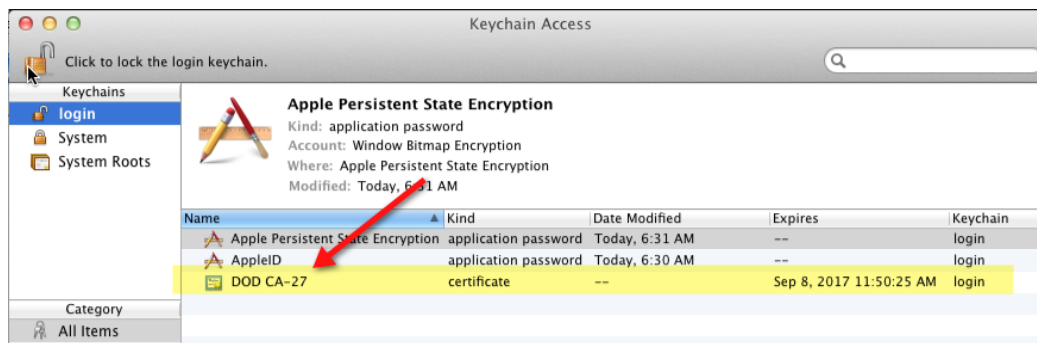 Keychain Access
Click to lock the login keychain.
Keychains
login
System
System Roots
Apple Persistent State Encryption
Kind: application password
Account: Window Bitmap Encryption
Where: Apple Persistent State Encryption
Modified: Today, 6:31 AM
Name Kind Date Modified Expires Keychain
Apple Persistent State Encryption application password Today, 6:31 AM -- login
AppleID application password Today, 6:30 AM -- login
DOD CA-27 certificate -- Sep 8, 2017 11:50:25 AM login
Category
All Items